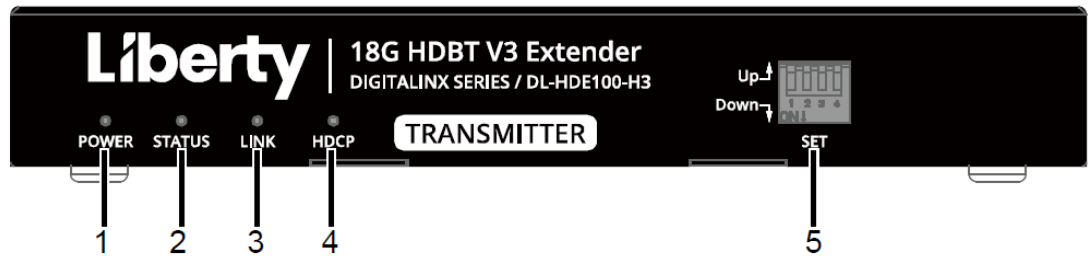 Liberty
18G HDBT V3 Extender
DIGITALINX SERIES / DL-HDE100-H3
Up
Down
1 2 3 4
ON↓
POWER STATUS LINK HDCP
TRANSMITTER
SET
1 2 3 4 5